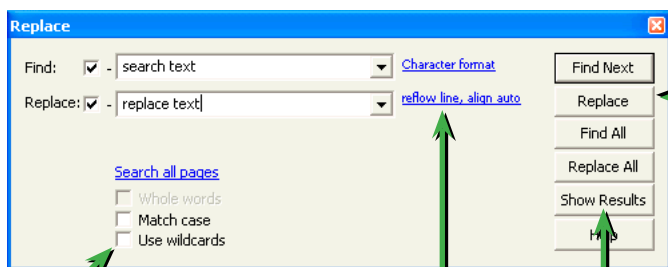 Replace
Find: - search text Character format Find Next
Replace: - replace text reflow line, align auto Replace
Find All
Search all pages Replace All
Whole words Show Results
Match case
Use wildcards Help